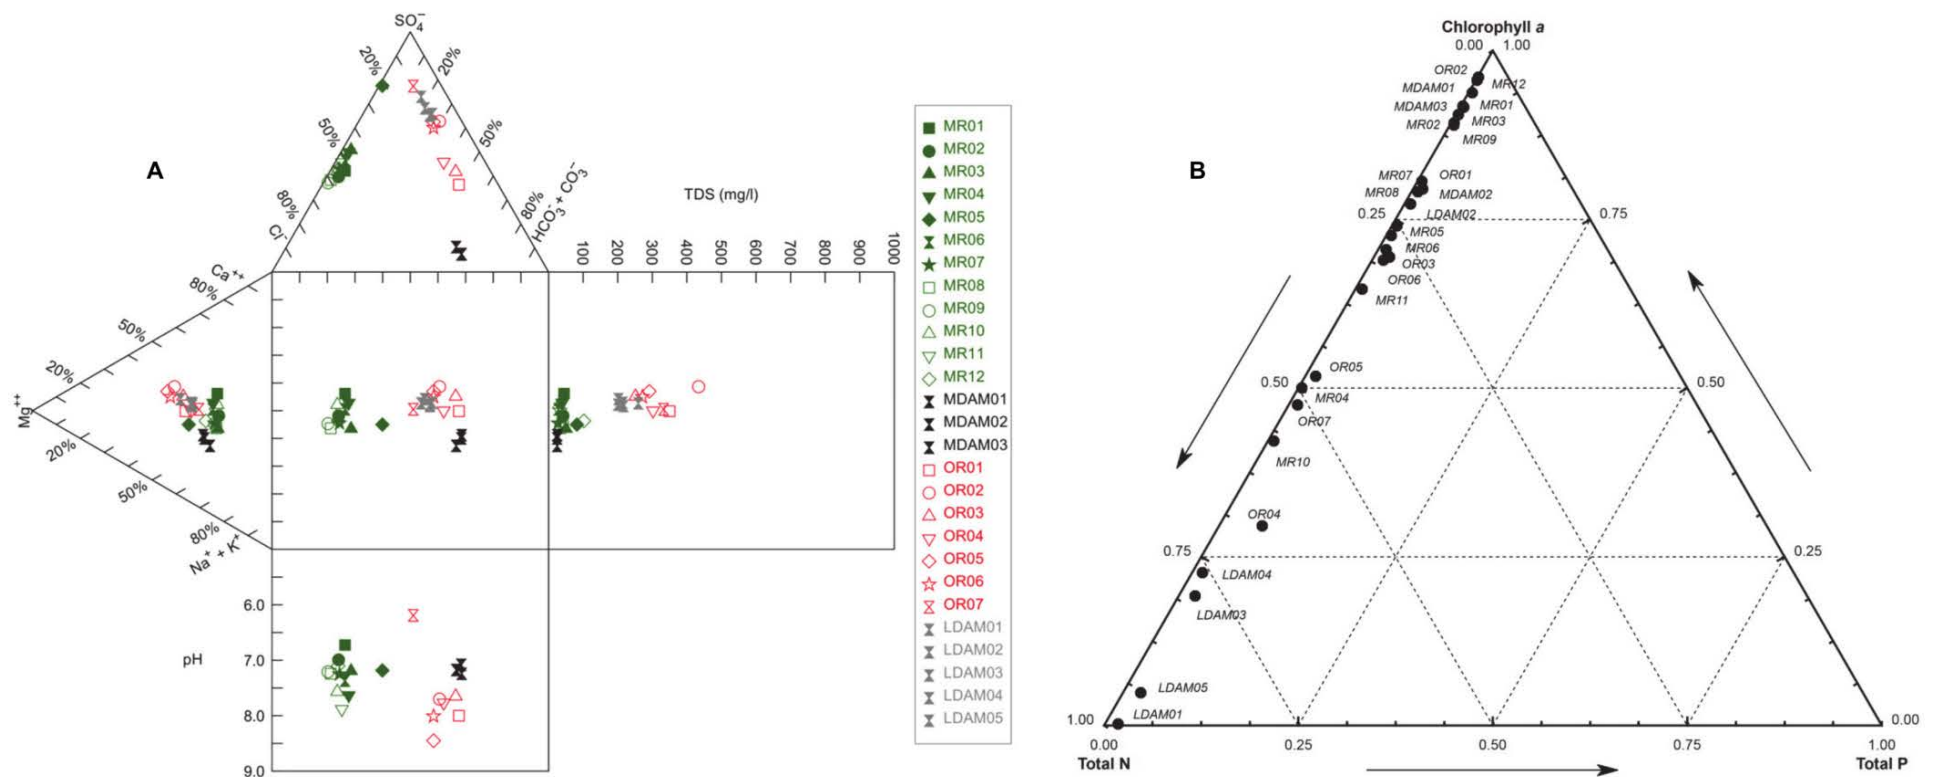 A
SO₄⁻
20%
20%
50%
50%
80%
80%
Cl⁻
HCO₃⁻ + CO₃⁻
TDS (mg/l)
100
200
300
400
500
600
700
800
900
1000
Ca⁺⁺
80%
50%
20%
Mg⁺⁺
20%
50%
80%
Na⁺ + K⁺
pH
6.0
7.0
8.0
9.0
MR01
MR02
MR03
MR04
MR05
MR06
MR07
MR08
MR09
MR10
MR11
MR12
MDAM01
MDAM02
MDAM03
OR01
OR02
OR03
OR04
OR05
OR06
OR07
LDAM01
LDAM02
LDAM03
LDAM04
LDAM05
B
Chlorophyll a
0.00 1.00
OR02
MDAM01 MR12
MDAM03 MR01
MR02 MR03
MR09
MR07 OR01
MR08 MDAM02
0.25 LDAM02 0.75
MR05
MR06
OR03
OR06
MR11
OR05
0.50 0.50
MR04
OR07
MR10
OR04
0.75 0.25
LDAM04
LDAM03
LDAM05
LDAM01
1.00 0.00
0.00 0.25 0.50 0.75 1.00
Total N Total P